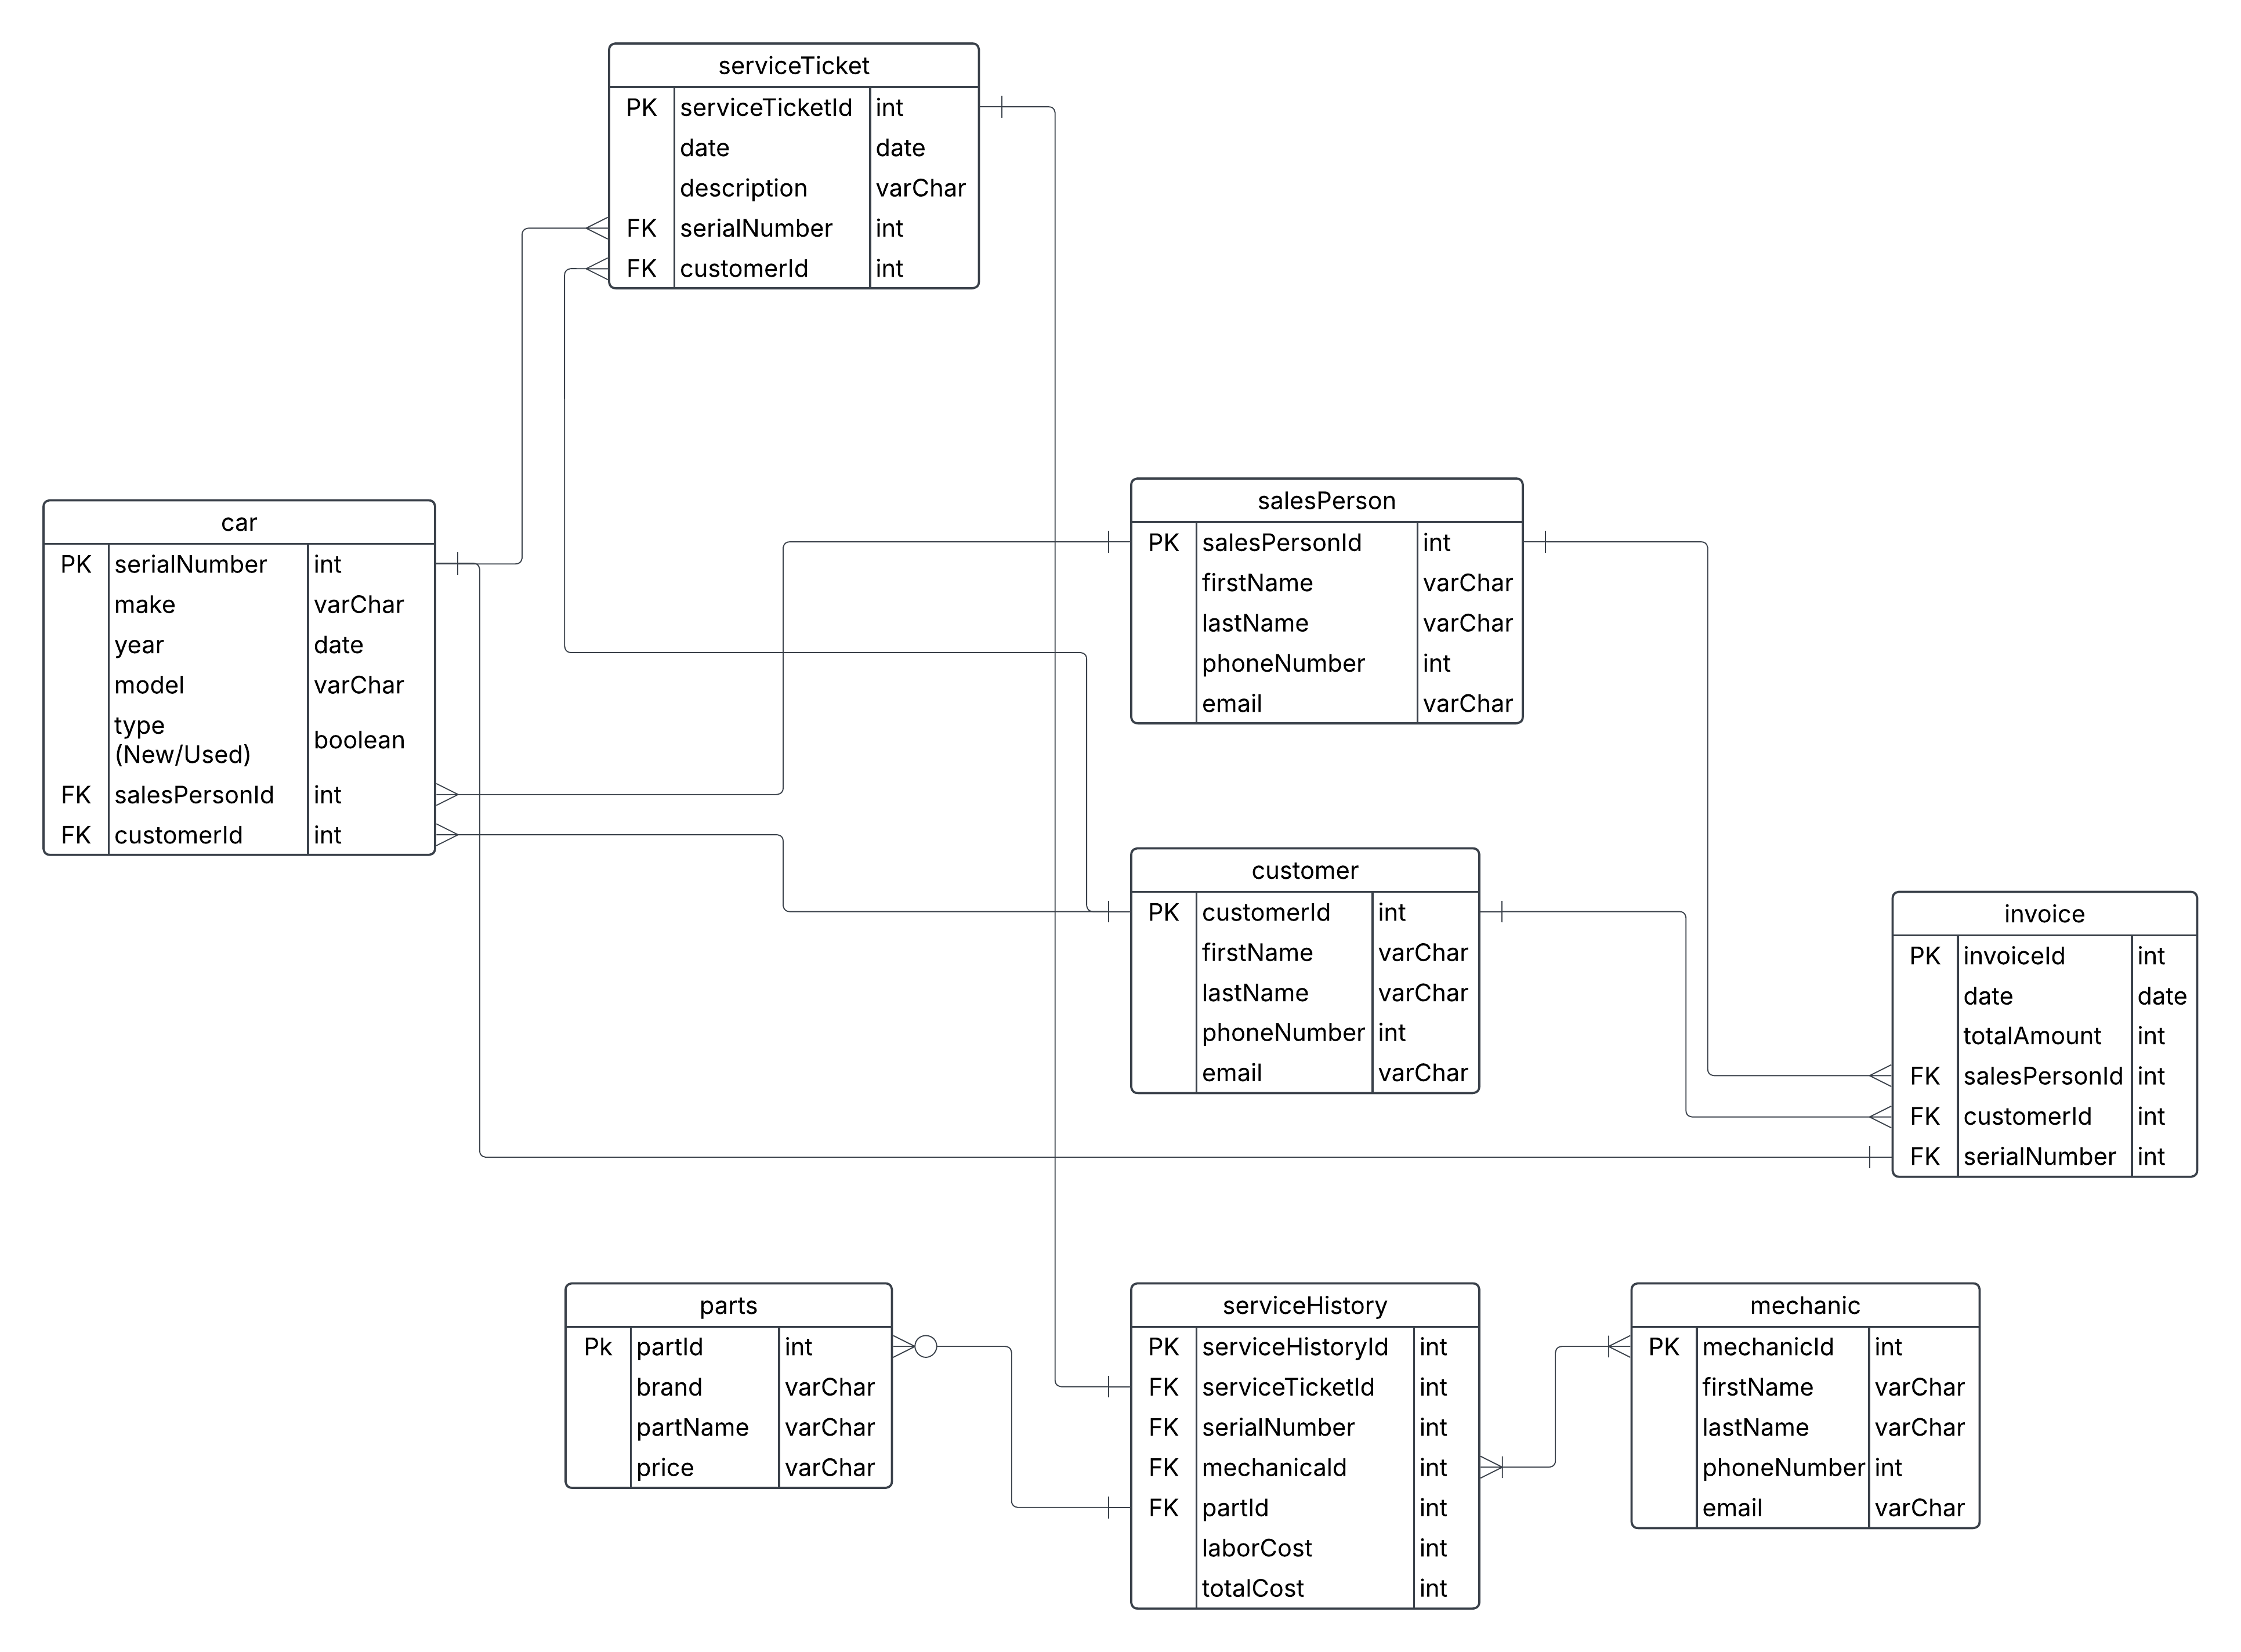 serviceTicket
PK serviceTicketId int
date date
description varChar
FK serialNumber int
FK customerId int
car
PK serialNumber int
make varChar
year date
model varChar
type
(New/Used) boolean
FK salesPersonId int
FK customerId int
salesPerson
PK salesPersonId int
firstName varChar
lastName varChar
phoneNumber int
email varChar
customer
PK customerId int
firstName varChar
lastName varChar
phoneNumber int
email varChar
invoice
PK invoiceId int
date date
totalAmount int
FK salesPersonId int
FK customerId int
FK serialNumber int
parts
Pk partId int
brand varChar
partName varChar
price varChar
serviceHistory
PK serviceHistoryId int
FK serviceTicketId int
FK serialNumber int
FK mechanicaId int
FK partId int
laborCost int
totalCost int
mechanic
PK mechanicId int
firstName varChar
lastName varChar
phoneNumber int
email varChar